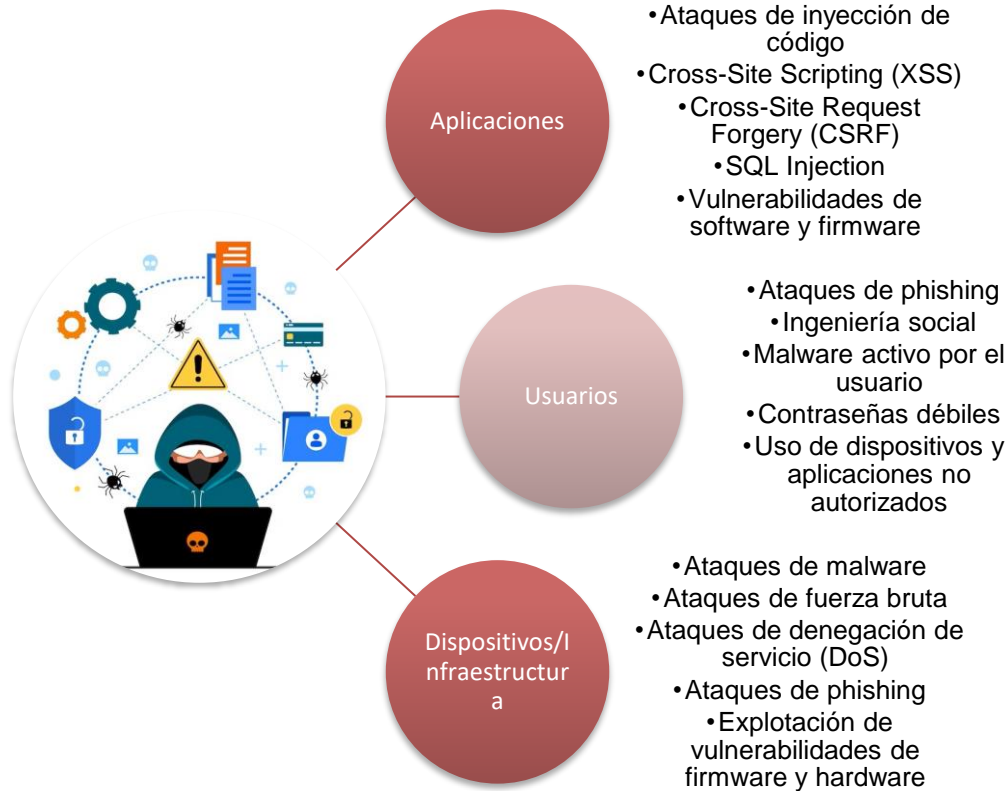 Aplicaciones
•Ataques de inyección de
código
•Cross-Site Scripting (XSS)
•Cross-Site Request
Forgery (CSRF)
•SQL Injection
•Vulnerabilidades de
software y firmware
Usuarios
•Ataques de phishing
•Ingeniería social
•Malware activo por el
usuario
•Contraseñas débiles
•Uso de dispositivos y
aplicaciones no
autorizados
Dispositivos/I
nfraestructur
a
•Ataques de malware
•Ataques de fuerza bruta
•Ataques de denegación de
servicio (DoS)
•Ataques de phishing
•Explotación de
vulnerabilidades de
firmware y hardware